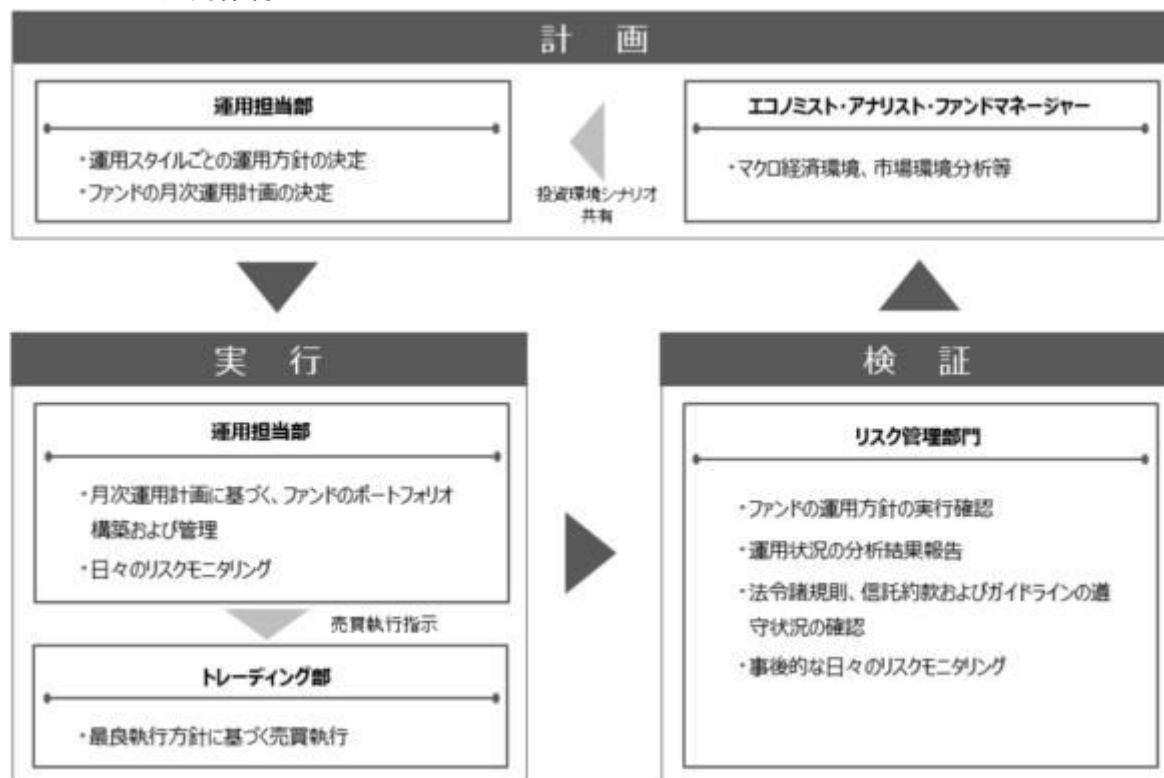 計 画
運用担当部
・運用スタイルごとの運用方針の決定
・ファンドの月次運用計画の決定
投資環境シナリオ
共有
エコノミスト・アナリスト・ファンドマネージャー
・マクロ経済環境、市場環境分析等
実 行
運用担当部
・月次運用計画に基づく、ファンドのポートフォリオ
構築および管理
・日々のリスクモニタリング
売買執行指示
トレーディング部
・最良執行方針に基づく売買執行
検 証
リスク管理部門
・ファンドの運用方針の実行確認
・運用状況の分析結果報告
・法令諸規則、信託約款およびガイドラインの遵
守状況の確認
・事後的な日々のリスクモニタリング